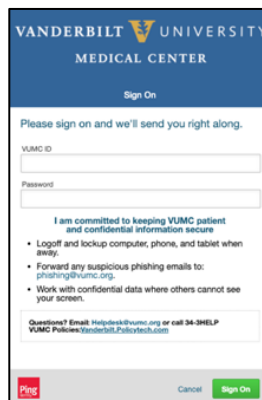 VANDERBILT V UNIVERSITY
MEDICAL CENTER
Sign On
Please sign on and we'll send you right along.
VUMC ID
Password
I am committed to keeping VUMC patient
and confidential information secure
• Logoff and lockup computer, phone, and tablet when
away.
• Forward any suspicious phishing emails to:
phishing@vumc.org.
• Work with confidential data where others cannot see
your screen.
Questions? Email: Helpdesk@vumc.org or call 34-3HELP
VUMC Policies:Vanderbilt.Policytech.com
Ping
Cancel
Sign On